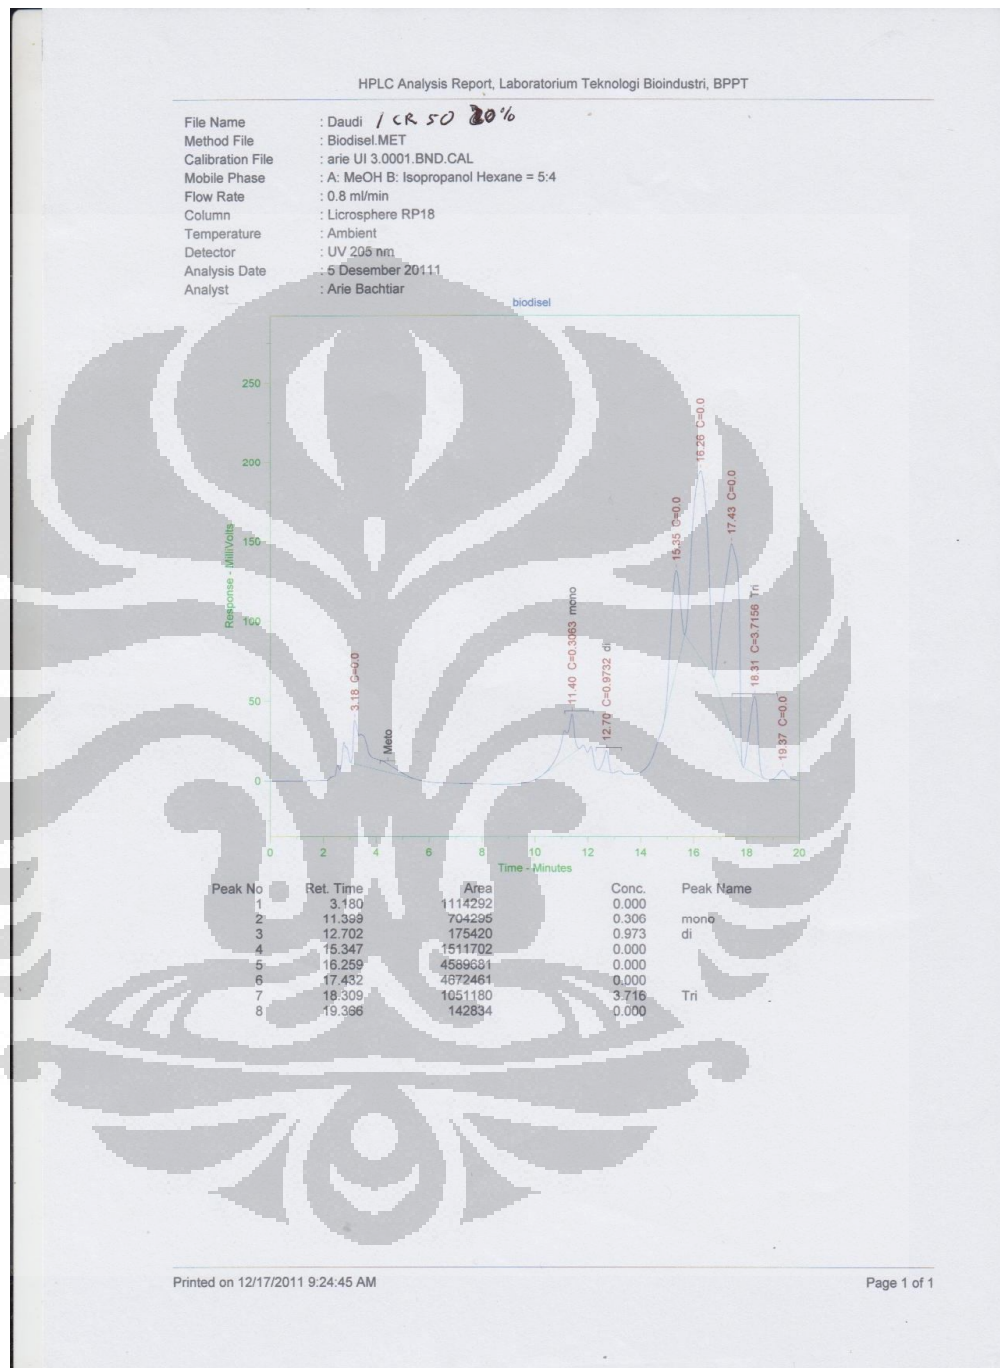 HPLC Analysis Report, Laboratorium Teknologi Bioindustri, BPPT
File Name : Daudi 1 CR 50 20%
Method File : Biodisel.MET
Calibration File : arie UI 3.0001.BND.CAL
Mobile Phase : A: MeOH B: Isopropanol Hexane = 5:4
Flow Rate : 0.8 ml/min
Column : Licrosphere RP18
Temperature : Ambient
Detector : UV 205 nm
Analysis Date : 5 Desember 20111
Analyst : Arie Bachtiar
biodisel
250
200
150
100
50
0
Response - MilliVolts
3.18 C=0.0
Meto
11.40 C=0.3063 mono
12.70 C=0.9732 di
15.35 C=0.0
16.26 C=0.0
17.43 C=0.0
18.31 C=3.7156 Tri
19.37 C=0.0
0 2 4 6 8 10 12 14 16 18 20
Time - Minutes
Peak No Ret. Time Area Conc. Peak Name
1 3.180 1114292 0.000
2 11.399 704295 0.306 mono
3 12.702 175420 0.973 di
4 15.347 1511702 0.000
5 16.259 4589681 0.000
6 17.432 4672461 0.000
7 18.309 1051180 3.716 Tri
8 19.366 142834 0.000
Printed on 12/17/2011 9:24:45 AM Page 1 of 1